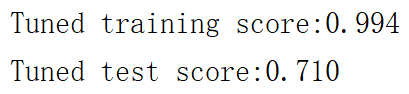 Tuned training score:0.994
Tuned test score:0.710